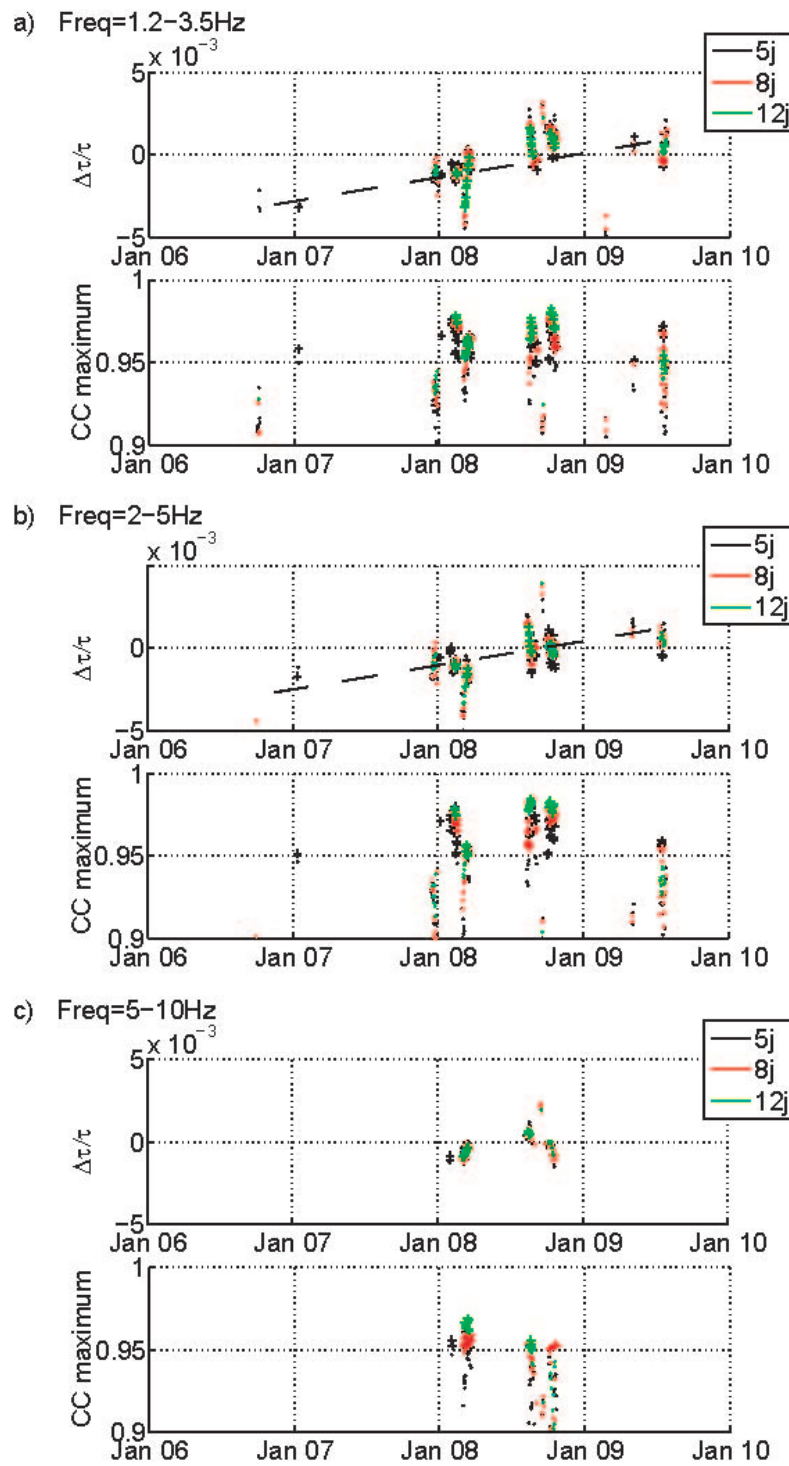 a) Freq=1.2−3.5Hz
x 10−3
5j
8j
12j
5
0
−5
Δτ/τ
Jan 06 Jan 07 Jan 08 Jan 09 Jan 10
1
0.95
0.9
CC maximum
Jan 06 Jan 07 Jan 08 Jan 09 Jan 10
b) Freq=2−5Hz
x 10−3
5j
8j
12j
0
−5
Δτ/τ
Jan 06 Jan 07 Jan 08 Jan 09 Jan 10
1
0.95
0.9
CC maximum
Jan 06 Jan 07 Jan 08 Jan 09 Jan 10
c) Freq=5−10Hz
x 10−3
5j
8j
12j
5
0
−5
Δτ/τ
Jan 06 Jan 07 Jan 08 Jan 09 Jan 10
1
0.95
0.9
CC maximum
Jan 06 Jan 07 Jan 08 Jan 09 Jan 10